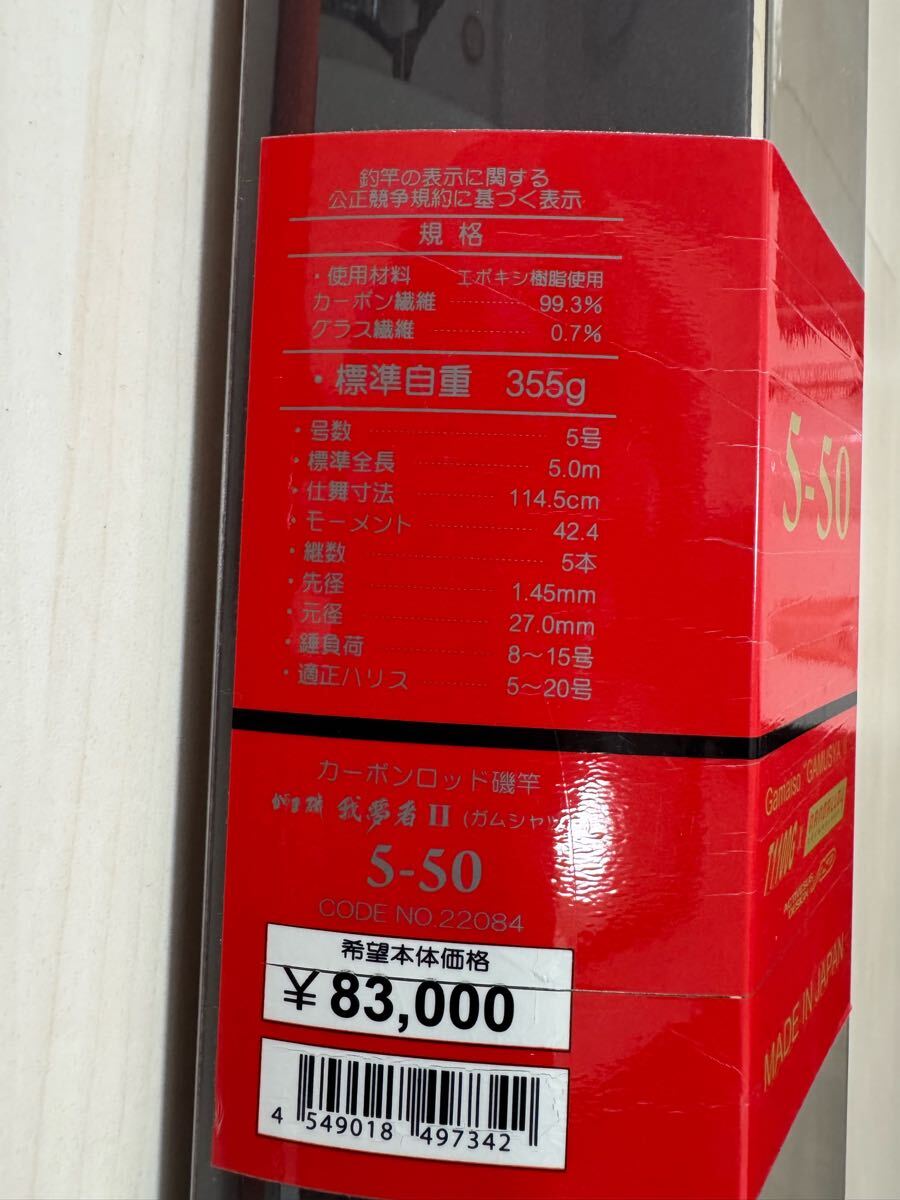 釣竿の表示に関する
公正競争規約に基づく表示
規格
・使用材料 エポキシ樹脂使用
カーボン繊維 99.3%
グラス繊維 0.7%
・標準自重 355g
・号数 5号
・標準全長 5.0m
・仕舞寸法 114.5cm
・モーメント 42.4
・継数 5本
・先径 1.45mm
・元径 27.0mm
・錘負荷 8〜15号
・適正ハリス 5〜20号
カーボンロッド磯竿
がま磯 我夢者 II (ガムシャ
5-50
CODE NO.22084
希望本体価格
¥83,000
4 549018 497342
5-50
Gamaiso "GAMUSYA II
T1100G
MADE IN JAPAN